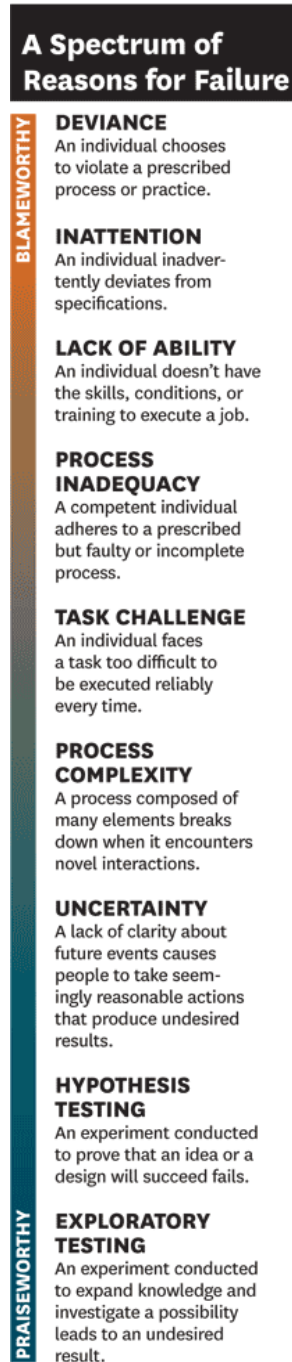 A Spectrum of
Reasons for Failure
BLAMEWORTHY
DEVIANCE
An individual chooses
to violate a prescribed
process or practice.
INATTENTION
An individual inadver-
tently deviates from
specifications.
LACK OF ABILITY
An individual doesn't have
the skills, conditions, or
training to execute a job.
PROCESS
INADEQUACY
A competent individual
adheres to a prescribed
but faulty or incomplete
process.
TASK CHALLENGE
An individual faces
a task too difficult to
be executed reliably
every time.
PROCESS
COMPLEXITY
A process composed of
many elements breaks
down when it encounters
novel interactions.
UNCERTAINTY
A lack of clarity about
future events causes
people to take seem-
ingly reasonable actions
that produce undesired
results.
HYPOTHESIS
TESTING
An experiment conducted
to prove that an idea or a
design will succeed fails.
PRAISEWORTHY
EXPLORATORY
TESTING
An experiment conducted
to expand knowledge and
investigate a possibility
leads to an undesired
result.